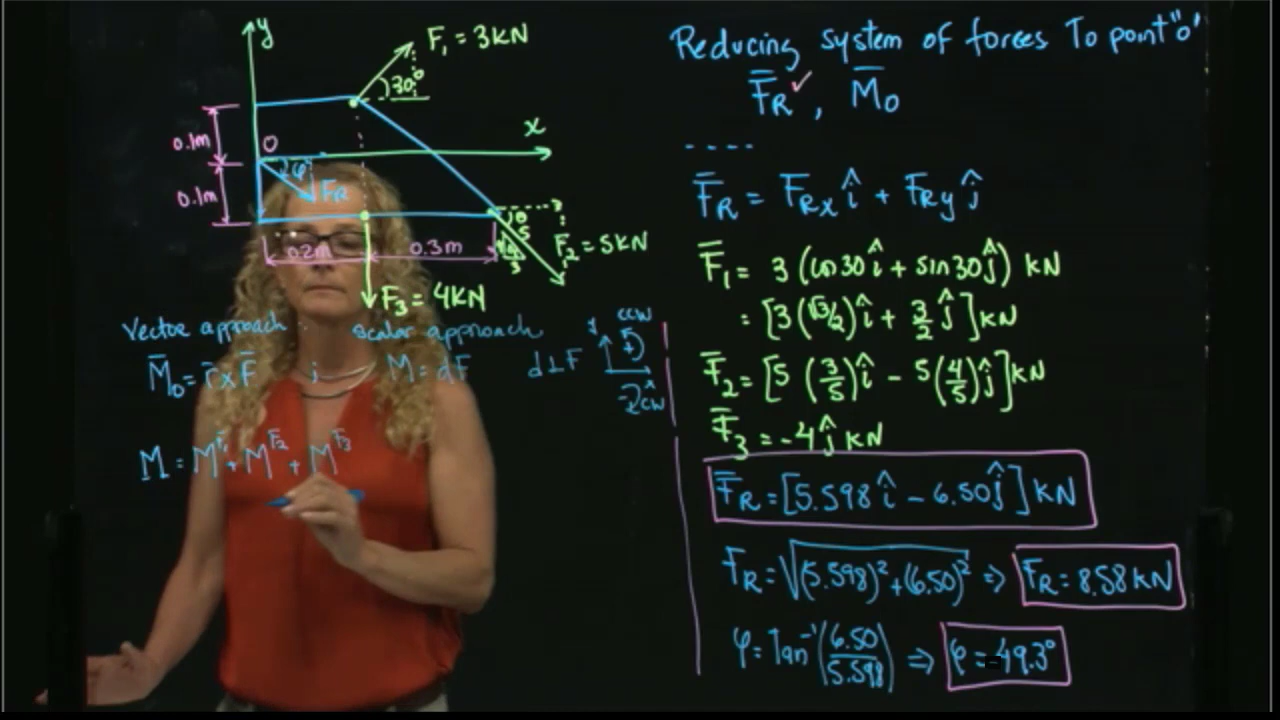 y
F₁ = 3KN
30°
0.1m
O
x
φ
FR
0.1m
θ
5
4
3
F̄₂ = 5KN
0.2m
0.3m
F₃ = 4KN
Vector approach
scalar approach
M̄o = r̄ x F̄ ; M = dF
d⊥F
CCW
+
-
CW
M = M^F̄₁ + M^F̄₂ + M^F̄₃
Reducing system of forces To point "o"
F̄R ✓, M̄o
F̄R = FRx î + FRy ĵ
F̄₁ = 3 (cos30 î + sin30 ĵ) KN
= [3(√3/2) î + 3/2 ĵ] KN
F̄₂ = [5 (3/5) î - 5(4/5) ĵ] KN
F̄₃ = -4 ĵ KN
F̄R = [5.598 î - 6.50 ĵ] KN
FR = √(5.598)² + (6.50)² ⇒ FR = 8.58 KN
φ = Tan⁻¹(6.50/5.598) ⇒ φ = -49.3°